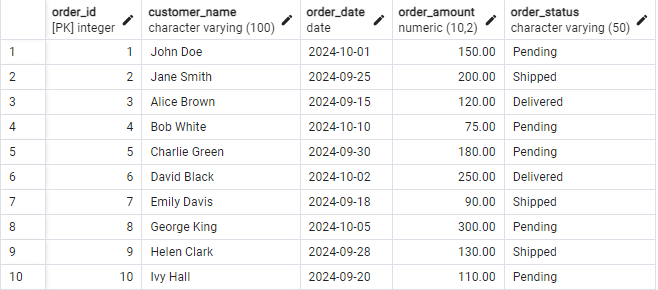 order_id customer_name order_date order_amount order_status
[PK] integer character varying (100) date numeric (10,2) character varying (50)
1 1 John Doe 2024-10-01 150.00 Pending
2 2 Jane Smith 2024-09-25 200.00 Shipped
3 3 Alice Brown 2024-09-15 120.00 Delivered
4 4 Bob White 2024-10-10 75.00 Pending
5 5 Charlie Green 2024-09-30 180.00 Pending
6 6 David Black 2024-10-02 250.00 Delivered
7 7 Emily Davis 2024-09-18 90.00 Shipped
8 8 George King 2024-10-05 300.00 Pending
9 9 Helen Clark 2024-09-28 130.00 Shipped
10 10 Ivy Hall 2024-09-20 110.00 Pending